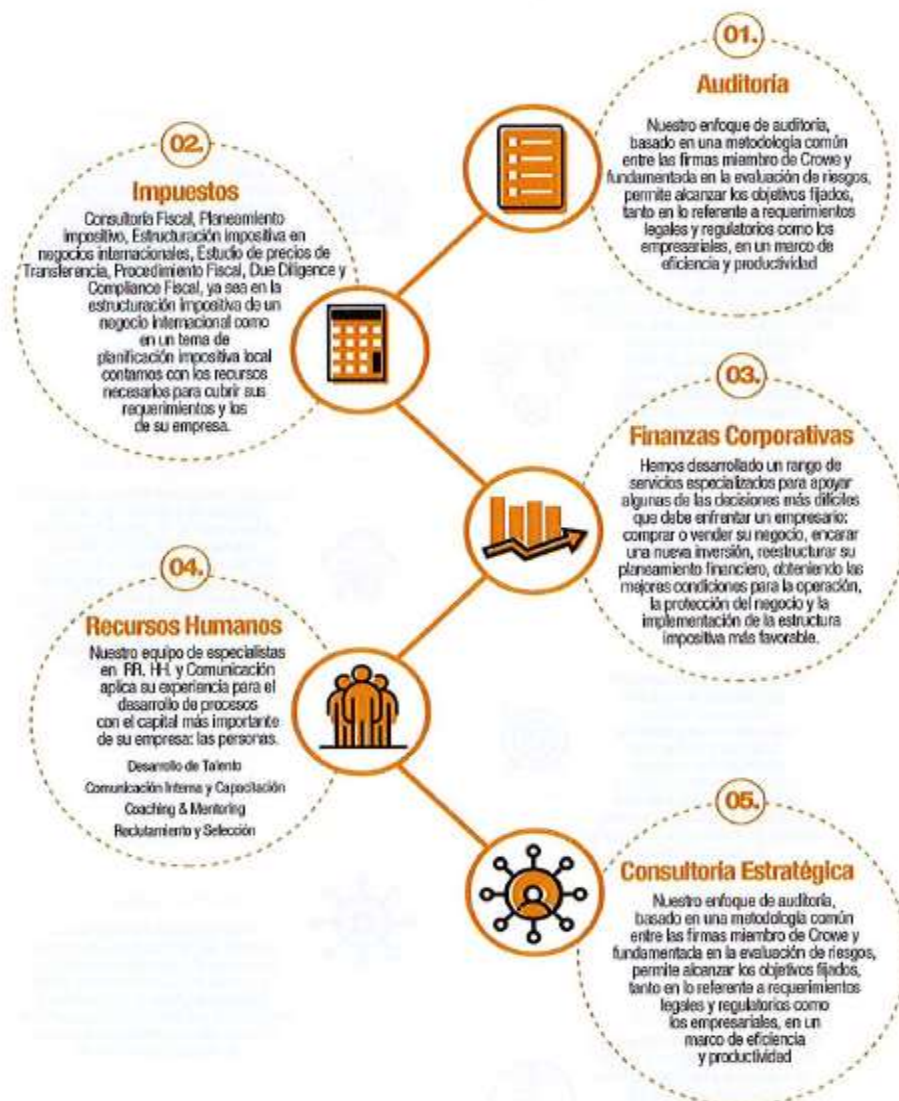 01.
Auditoría
Nuestro enfoque de auditoría,
basado en una metodología común
entre las firmas miembro de Crowe y
fundamentada en la evaluación de riesgos,
permite alcanzar los objetivos fijados,
tanto en lo referente a requerimientos
legales y regulatorios como los
empresariales, en un marco de
eficiencia y productividad
02.
Impuestos
Consultoría Fiscal, Planeamiento
impositivo, Estructuración impositiva en
negocios internacionales, Estudio de precios de
Transferencia, Procedimiento Fiscal, Due Diligence y
Compliance Fiscal, ya sea en la
estructuración impositiva de un
negocio internacional como
en un tema de
planificación impositiva local
contamos con los recursos
necesarios para cubrir sus
requerimientos y los
de su empresa.
03.
Finanzas Corporativas
Hemos desarrollado un rango de
servicios especializados para apoyar
algunas de las decisiones más difíciles
que debe enfrentar un empresario:
comprar o vender su negocio, encarar
una nueva inversión, reestructurar su
planeamiento financiero, obteniendo las
mejores condiciones para la operación,
la protección del negocio y la
implementación de la estructura
impositiva más favorable.
04.
Recursos Humanos
Nuestro equipo de especialistas
en RR. HH. y Comunicación
aplica su experiencia para el
desarrollo de procesos
con el capital más importante
de su empresa: las personas.
Desarrollo de Talento
Comunicación Interna y Capacitación
Coaching & Mentoring
Reclutamiento y Selección
05.
Consultoría Estratégica
Nuestro enfoque de auditoría,
basado en una metodología común
entre las firmas miembro de Crowe y
fundamentada en la evaluación de riesgos,
permite alcanzar los objetivos fijados,
tanto en lo referente a requerimientos
legales y regulatorios como
los empresariales, en un
marco de eficiencia
y productividad